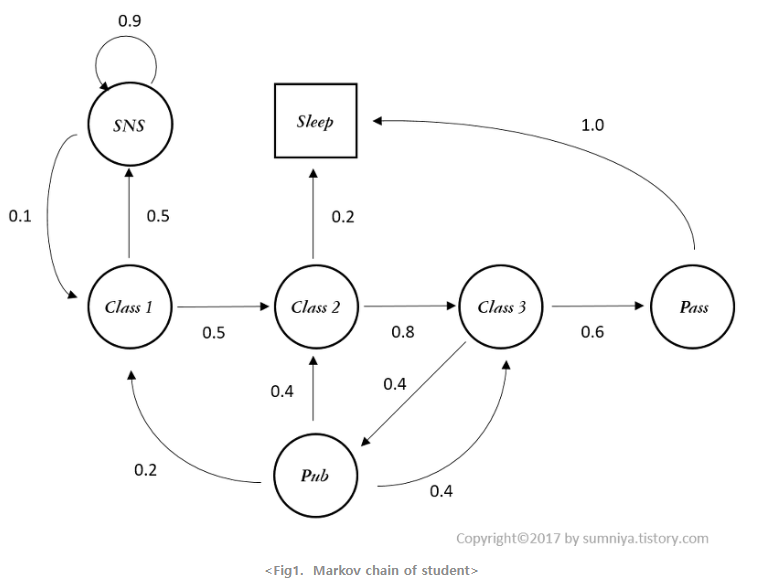 0.9
SNS
Sleep
1.0
0.1
0.5
0.2
Class 1
Class 2
Class 3
Pass
0.5
0.8
0.6
0.4
0.4
0.2
Pub
0.4
Copyright©2017 by sumniya.tistory.com
<Fig1. Markov chain of student>